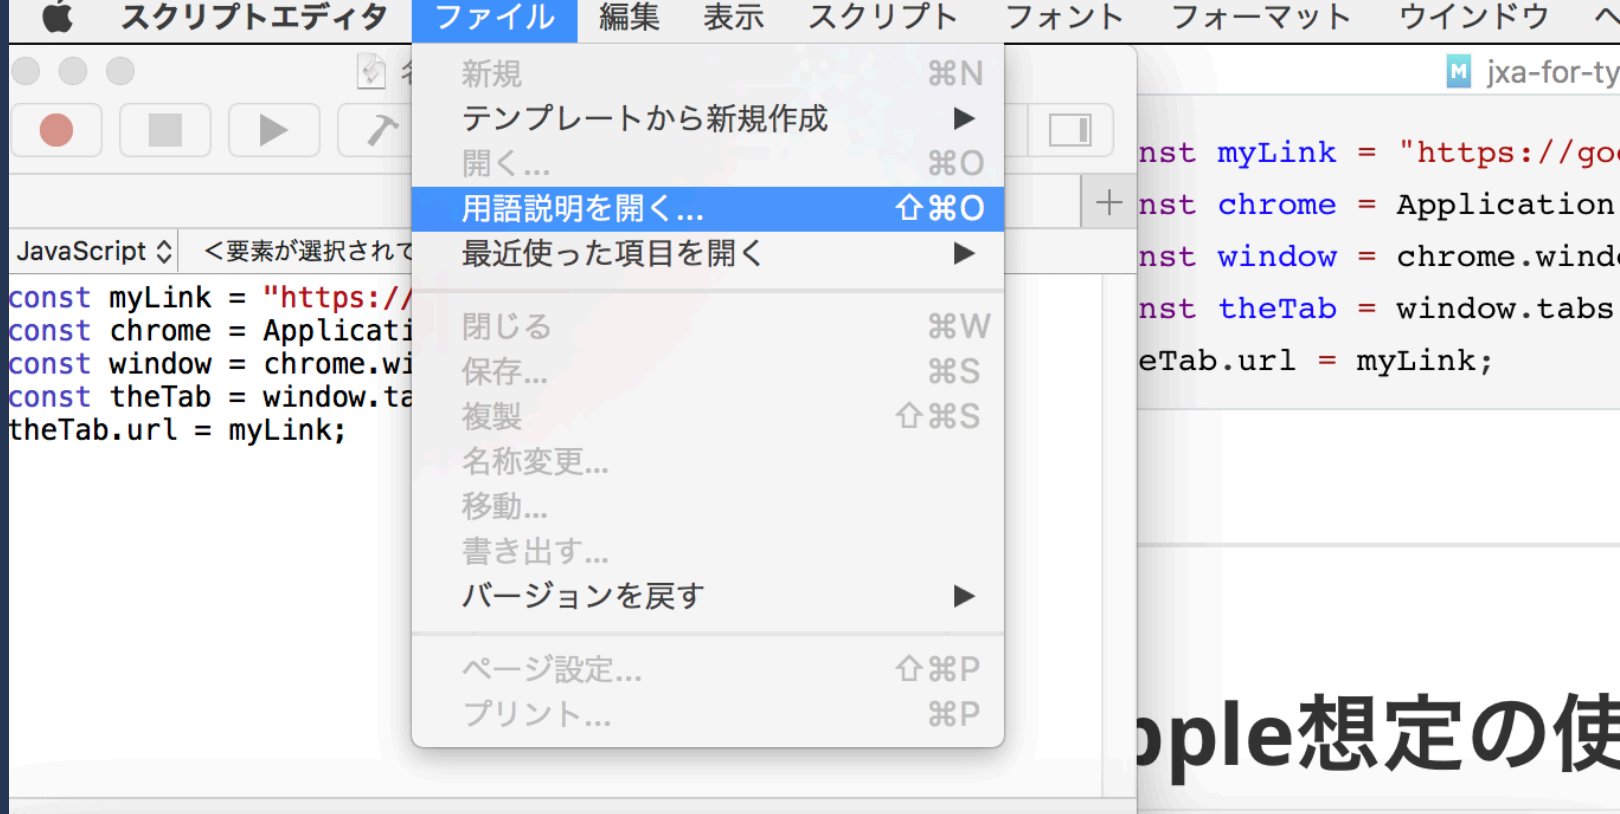 スクリプトエディタ ファイル 編集 表示 スクリプト フォント フォーマット ウインドウ
新規 ⌘N
テンプレートから新規作成 ▶
開く... ⌘O
用語説明を開く... ⇧⌘O
最近使った項目を開く ▶
閉じる ⌘W
保存... ⌘S
複製 ⇧⌘S
名称変更...
移動...
書き出す...
バージョンを戻す ▶
ページ設定... ⇧⌘P
プリント... ⌘P
JavaScript <要素が選択されて
const myLink = "https://
const chrome = Applicati
const window = chrome.wi
const theTab = window.ta
theTab.url = myLink;
M jxa-for-ty
nst myLink = "https://goo
nst chrome = Application
nst window = chrome.windo
nst theTab = window.tabs
eTab.url = myLink;
pple想定の使